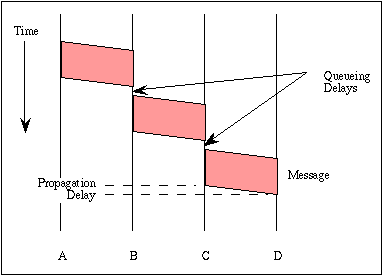 Time
Queueing
Delays
Message
Propagation
Delay
A B C D